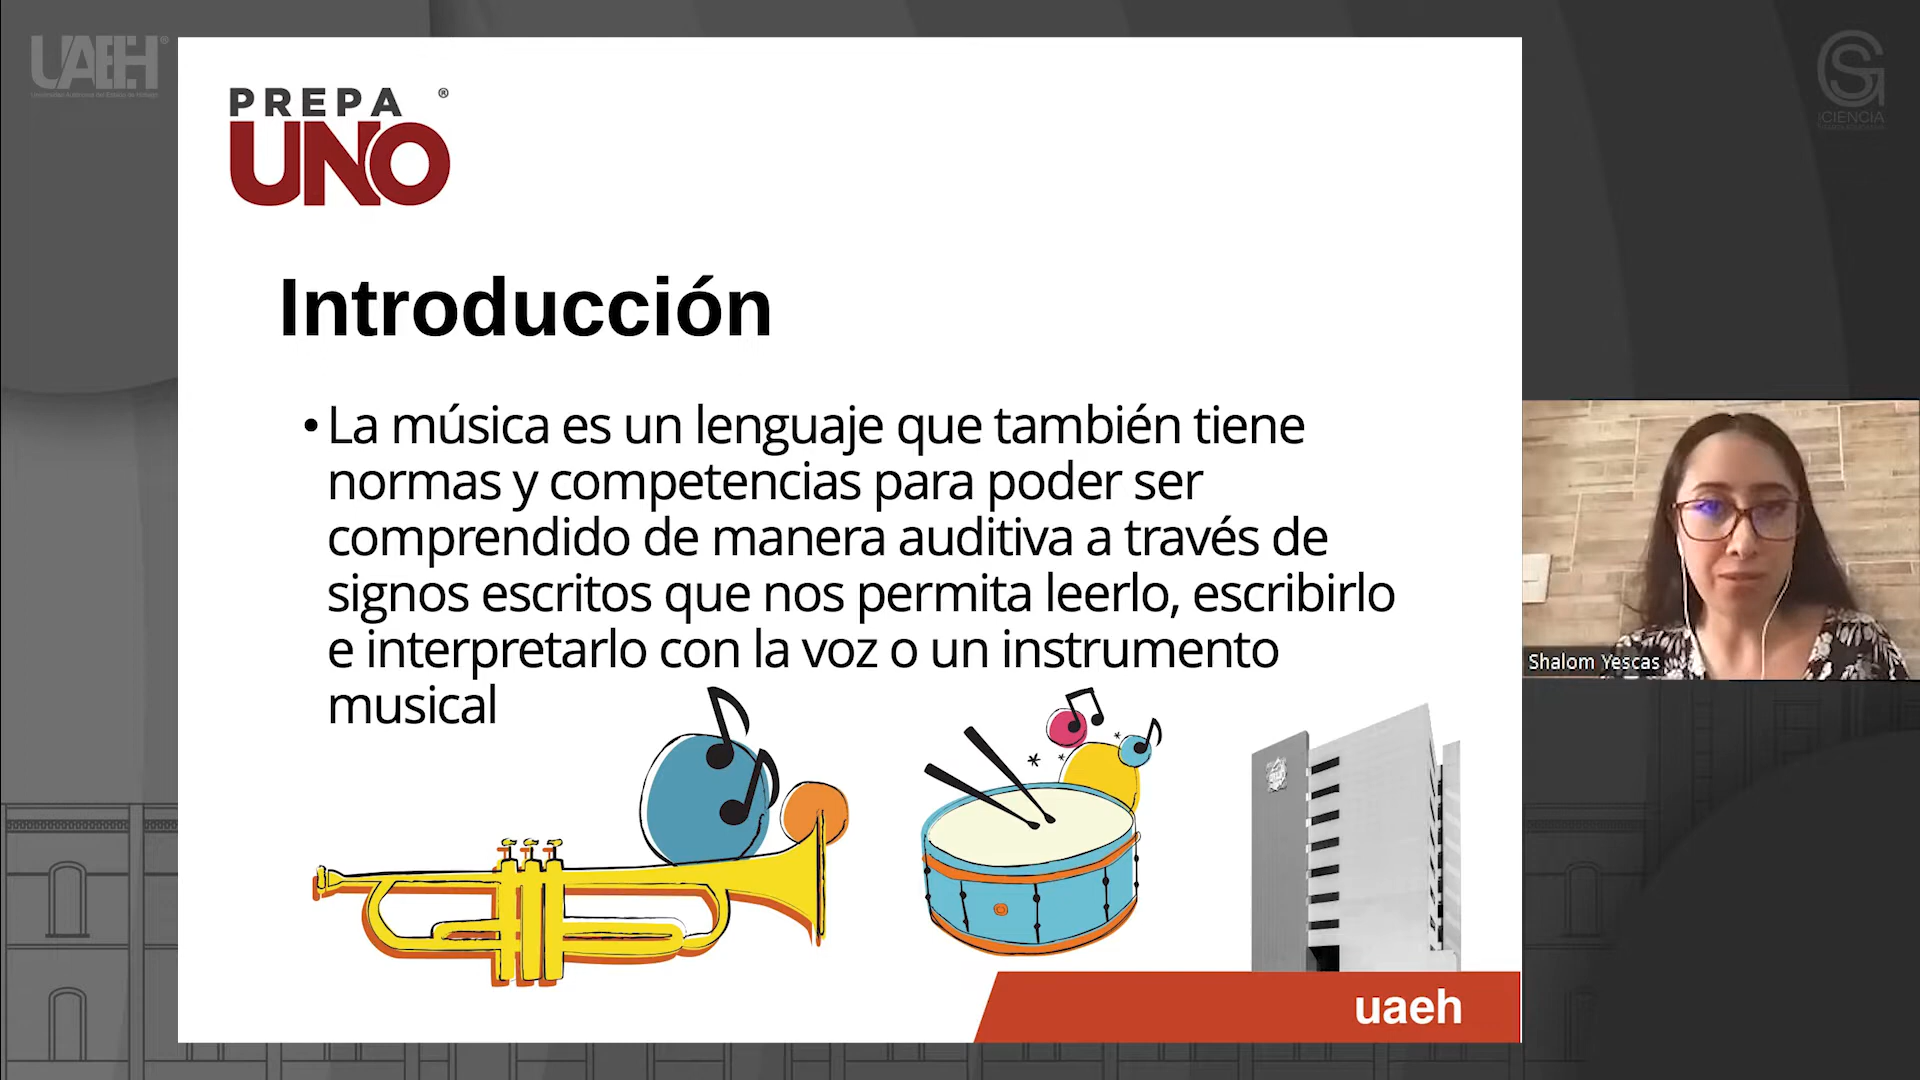 UAEH
PREPA ®
UNO
CIENCIA
Introducción
• La música es un lenguaje que también tiene
normas y competencias para poder ser
comprendido de manera auditiva a través de
signos escritos que nos permita leerlo, escribirlo
e interpretarlo con la voz o un instrumento
musical
Shalom Yescas
uaeh